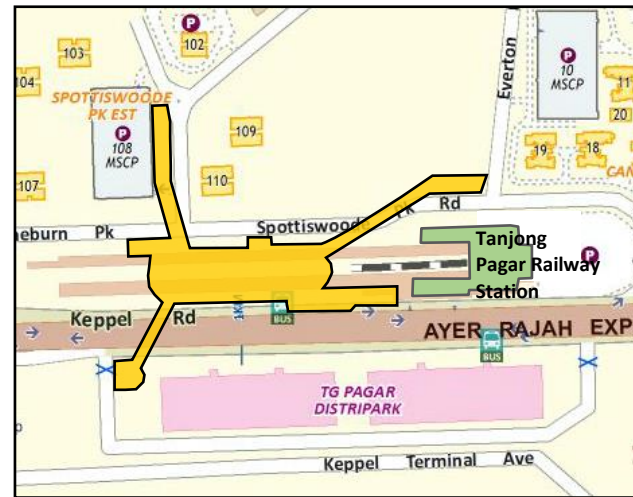 P
102
103
104
SPOTTISWOODE
PK EST
P
108
MSCP
109
110
107
Everton
P
10
MSCP
11
20
19
18
CAN
neburn Pk
Spottiswoode Pk Rd
Tanjong
Pagar Railway
Station
P
Keppel Rd
1KM
BUS
AYER RAJAH EXP
BUS
TG PAGAR
DISTRIPARK
Keppel Terminal Ave